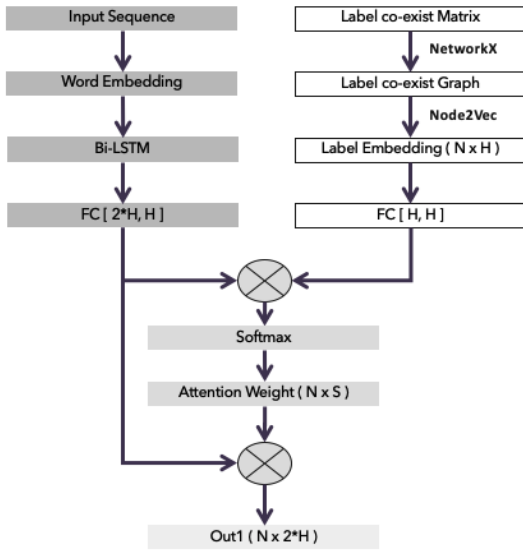 Input Sequence
Word Embedding
Bi-LSTM
FC [ 2*H, H ]
Label co-exist Matrix
NetworkX
Label co-exist Graph
Node2Vec
Label Embedding ( N x H )
FC [ H, H ]
Softmax
Attention Weight ( N x S )
Out1 ( N x 2*H )